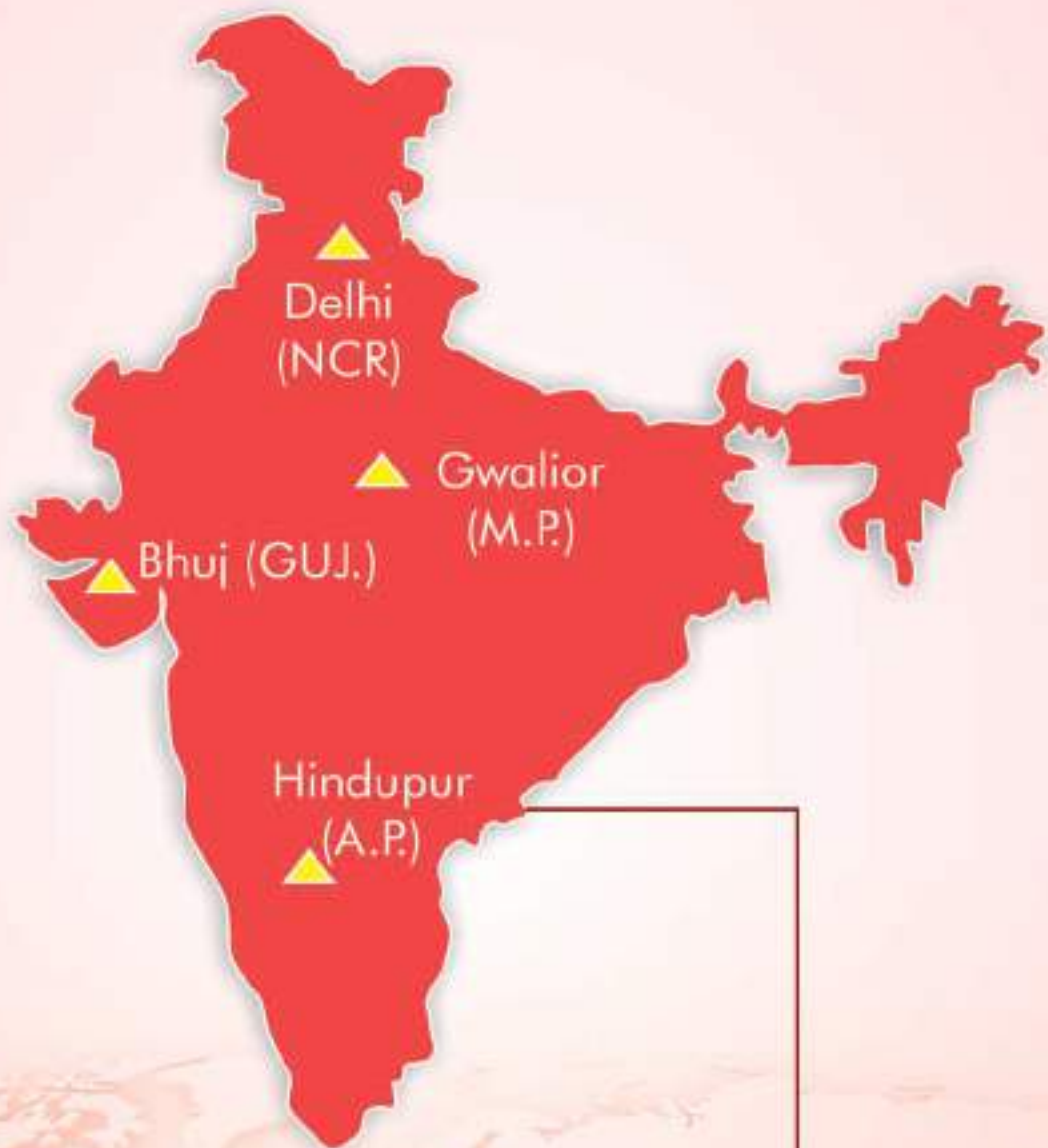 Delhi
(NCR)
Gwalior
(M.P.)
Bhuj (GUJ.)
Hindupur
(A.P.)